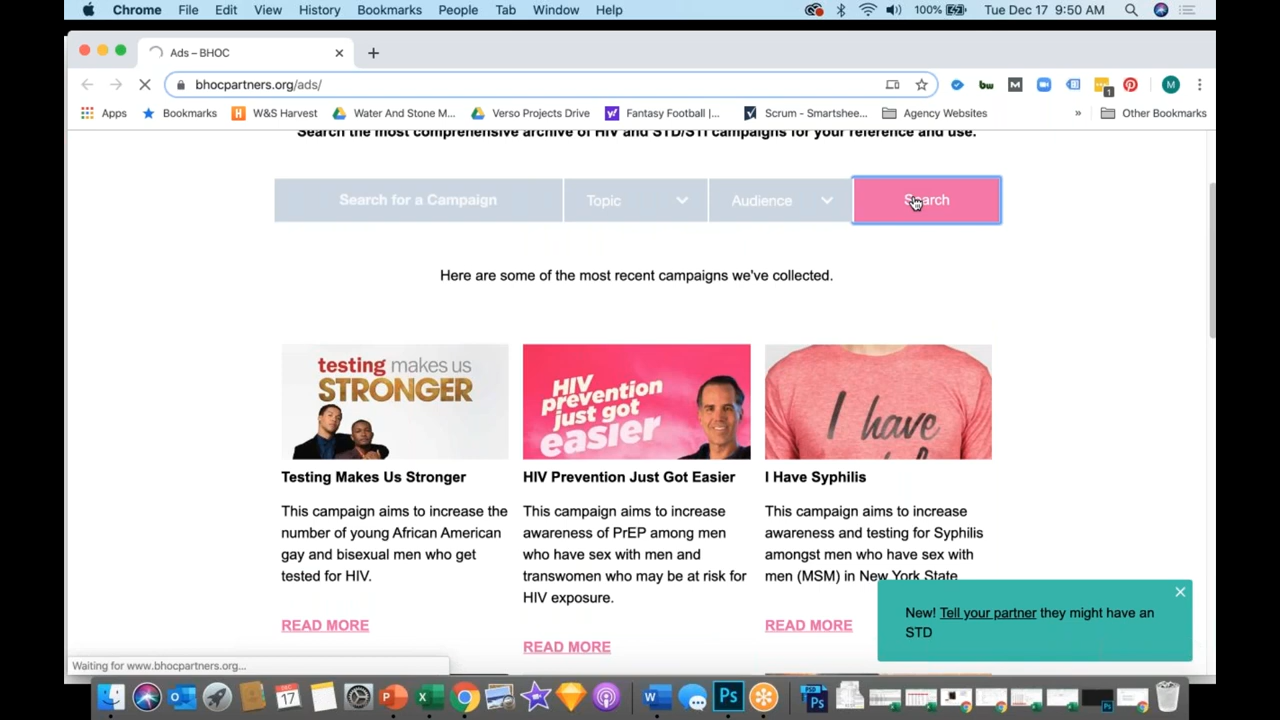 Chrome File Edit View History Bookmarks People Tab Window Help 100% Tue Dec 17 9:50 AM
Ads – BHOC
bhocpartners.org/ads/
Apps Bookmarks W&S Harvest Water And Stone M... Verso Projects Drive Fantasy Football |... Scrum - Smartshee... Agency Websites » Other Bookmarks
Search the most comprehensive archive of HIV and STD/STI campaigns for your reference and use.
Search for a Campaign Topic Audience Search
Here are some of the most recent campaigns we've collected.
testing makes us
STRONGER
HIV
prevention
just got
easier
I have
Testing Makes Us Stronger
This campaign aims to increase the
number of young African American
gay and bisexual men who get
tested for HIV.
READ MORE
HIV Prevention Just Got Easier
This campaign aims to increase
awareness of PrEP among men
who have sex with men and
transwomen who may be at risk for
HIV exposure.
READ MORE
I Have Syphilis
This campaign aims to increase
awareness and testing for Syphilis
amongst men who have sex with
men (MSM) in New York State
READ MORE
New! Tell your partner they might have an
STD
Waiting for www.bhocpartners.org...